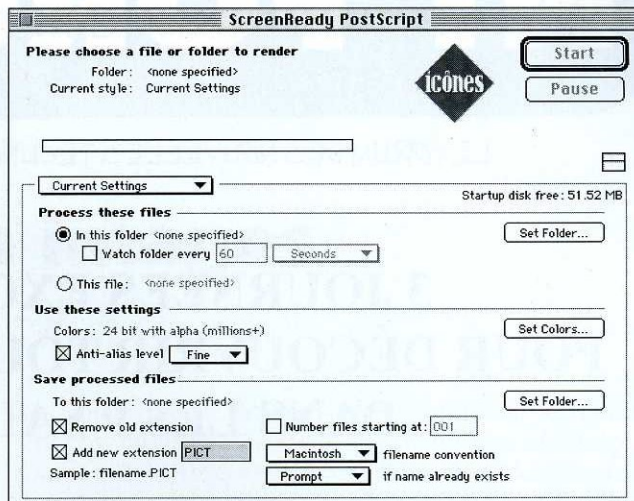 ScreenReady PostScript
Please choose a file or folder to render
Folder: <none specified>
Current style: Current Settings
icônes
Start
Pause
Current Settings
Startup disk free: 51.52 MB
Process these files
In this folder <none specified>
Set Folder...
Watch folder every 60 Seconds
This file: <none specified>
Use these settings
Colors: 24 bit with alpha (millions+)
Set Colors...
Anti-alias level Fine
Save processed files
To this folder: <none specified>
Set Folder...
Remove old extension
Number files starting at: 001
Add new extension PICT
Macintosh filename convention
Sample: filename.PICT
Prompt if name already exists